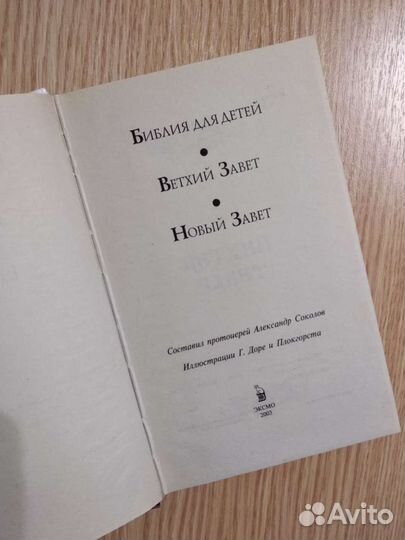 Библия для детей
•
Ветхий Завет
•
Новый Завет
Составил протоиерей Александр Соколов
Иллюстрации Г. Доре и Плокгорста
ЭКСМО
2003
Avito